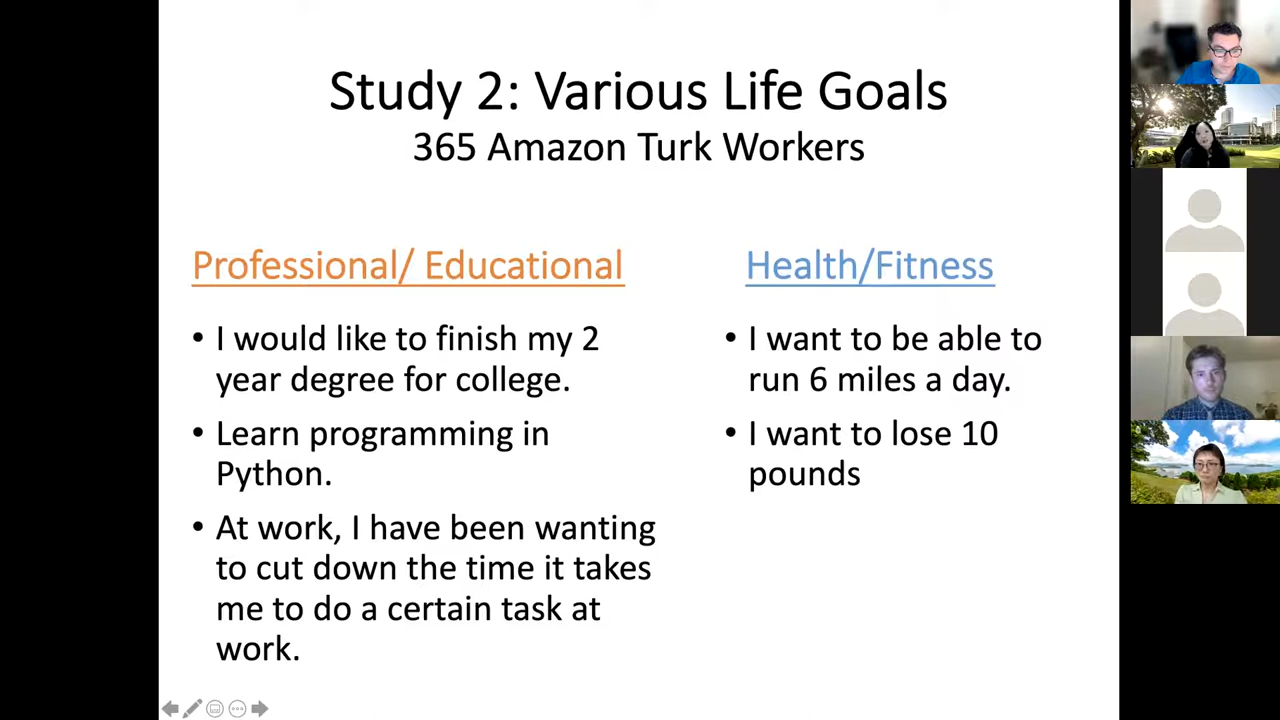 Study 2: Various Life Goals
365 Amazon Turk Workers
Professional/ Educational
• I would like to finish my 2
year degree for college.
• Learn programming in
Python.
• At work, I have been wanting
to cut down the time it takes
me to do a certain task at
work.
Health/Fitness
• I want to be able to
run 6 miles a day.
• I want to lose 10
pounds